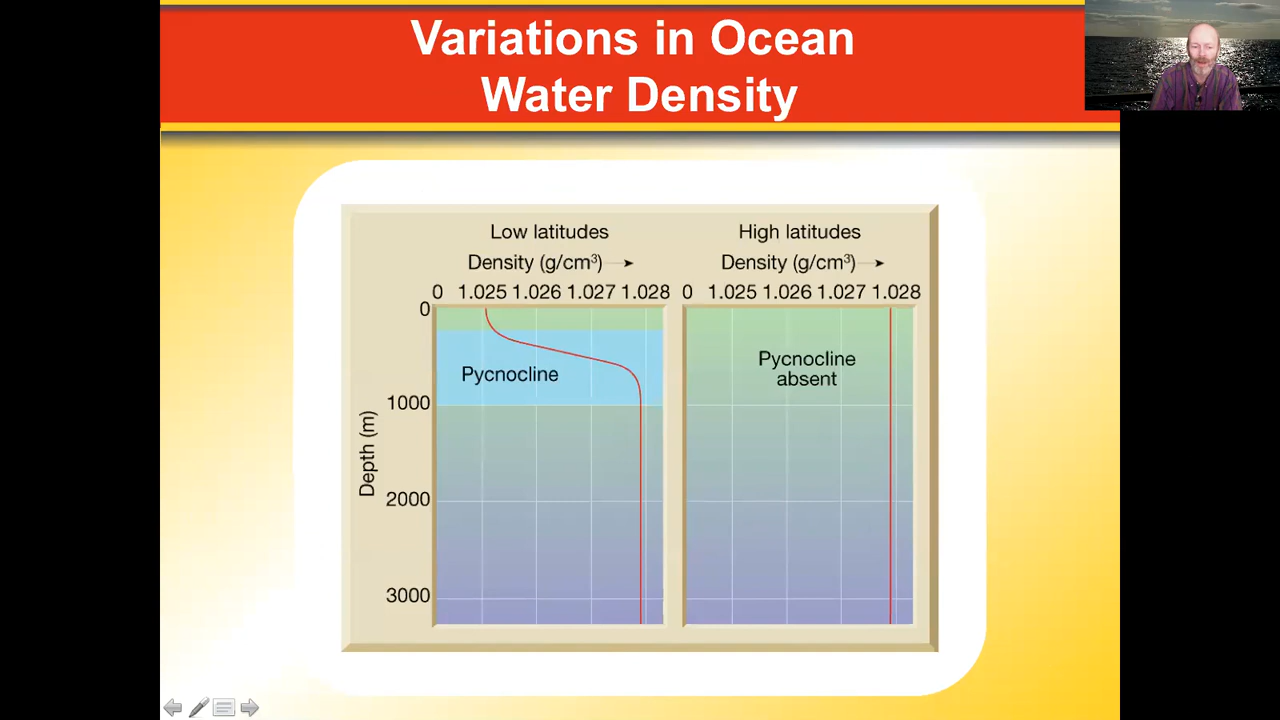 Variations in Ocean
Water Density
Low latitudes
Density (g/cm³)
0 1.025 1.026 1.027 1.028
High latitudes
Density (g/cm³)
0 1.025 1.026 1.027 1.028
Depth (m)
0
1000
2000
3000
Pycnocline
Pycnocline
absent